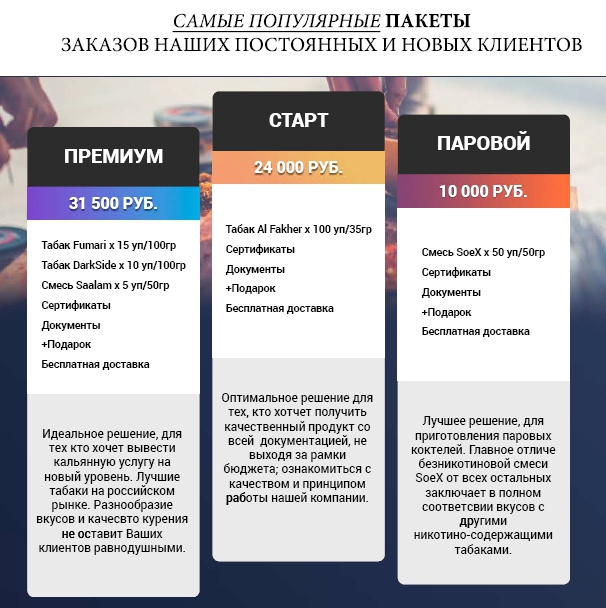 САМЫЕ ПОПУЛЯРНЫЕ ПАКЕТЫ
ЗАКАЗОВ НАШИХ ПОСТОЯННЫХ И НОВЫХ КЛИЕНТОВ
ПРЕМИУМ
31 500 РУБ.
Табак Fumari x 15 уп/100гр
Табак DarkSide x 10 уп/100гр
Смесь Saalam x 5 уп/50гр
Сертификаты
Документы
+Подарок
Бесплатная доставка
Идеальное решение, для
тех кто хочет вывести
кальянную услугу на
новый уровень. Лучшие
табаки на российском
рынке. Разнообразие
вкусов и качесвто курения
не оставит Ваших
клиентов равнодушными.
СТАРТ
24 000 РУБ.
Табак Al Fakher x 100 уп/35гр
Сертификаты
Документы
+Подарок
Бесплатная доставка
Оптимальное решение для
тех, кто хотчет получить
качественный продукт со
всей документацией, не
выходя за рамки
бюджета; ознакомиться с
качеством и принципом
работы нашей компании.
ПАРОВОЙ
10 000 РУБ.
Смесь SoeX x 50 уп/50гр
Сертификаты
Документы
+Подарок
Бесплатная доставка
Лучшее решение, для
приготовления паровых
коктелей. Главное отличе
безникотиновой смеси
SoeX от всех остальных
заключает в полном
соответсвии вкусов с
другими
никотино-содержащими
табаками.